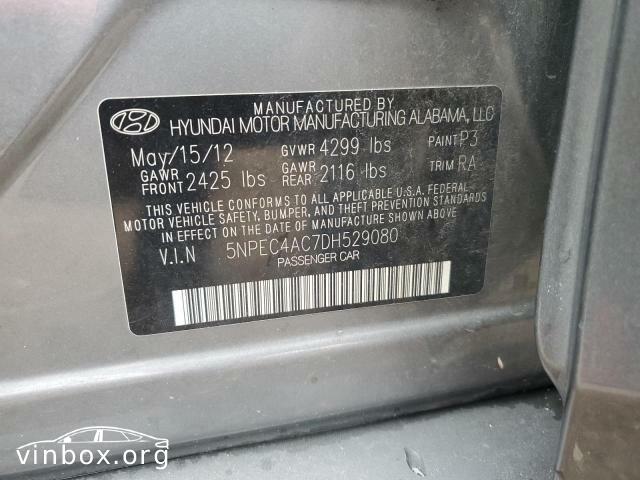 MANUFACTURED BY
HYUNDAI MOTOR MANUFACTURING ALABAMA, LLC
May/15/12 GVWR 4299 lbs PAINT P3
GAWR FRONT 2425 lbs GAWR REAR 2116 lbs TRIM RA
THIS VEHICLE CONFORMS TO ALL APPLICABLE U.S.A. FEDERAL
MOTOR VEHICLE SAFETY, BUMPER, AND THEFT PREVENTION STANDARDS
IN EFFECT ON THE DATE OF MANUFACTURE SHOWN ABOVE.
V.I.N 5NPEC4AC7DH529080
PASSENGER CAR
vinbox.org